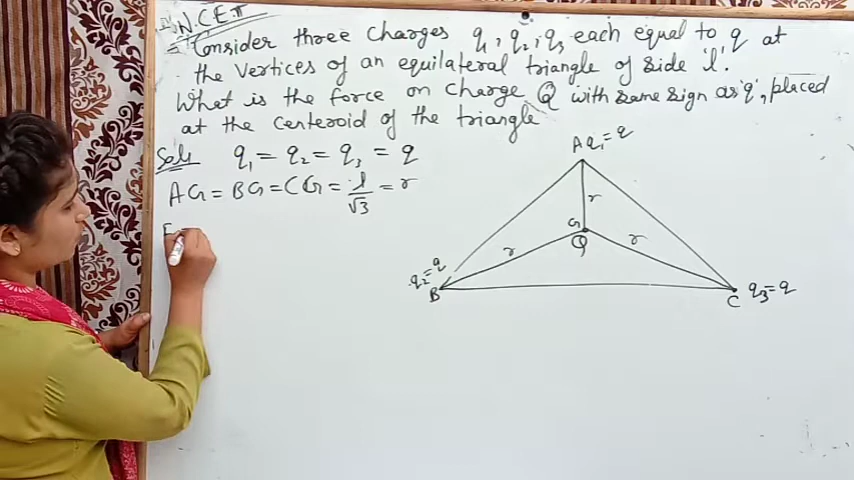 N.C.E.R.T
Consider three Charges q1, q2, q3 each equal to q at
the vertices of an equilateral triangle of side 'l'.
What is the force on charge Q with same sign as 'q', placed
at the centeroid of the triangle
Sol: q1 = q2 = q3 = q
AG = BG = CG = l/√3 = r
F
A q1 = q
r
G
Q
r
r
q2 = q
B
C
q3 = q